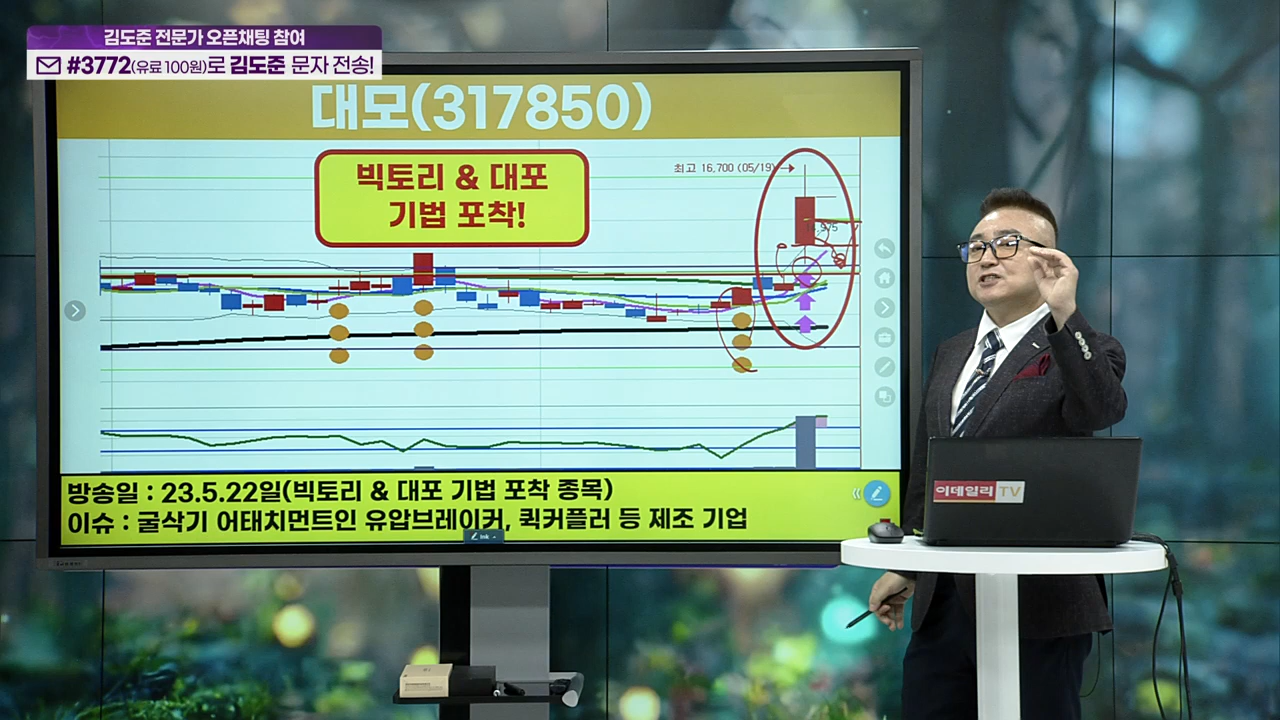 김도준 전문가 오픈채팅 참여
#3772(유료 100원)로 김도준 문자 전송!
대모(317850)
빅토리 & 대포
기법 포착!
최고 16,700 (05/19)
방송일 : 23.5.22일(빅토리 & 대포 기법 포착 종목)
이슈 : 굴삭기 어태치먼트인 유압브레이커, 퀵커플러 등 제조 기업
Ink
이데일리TV